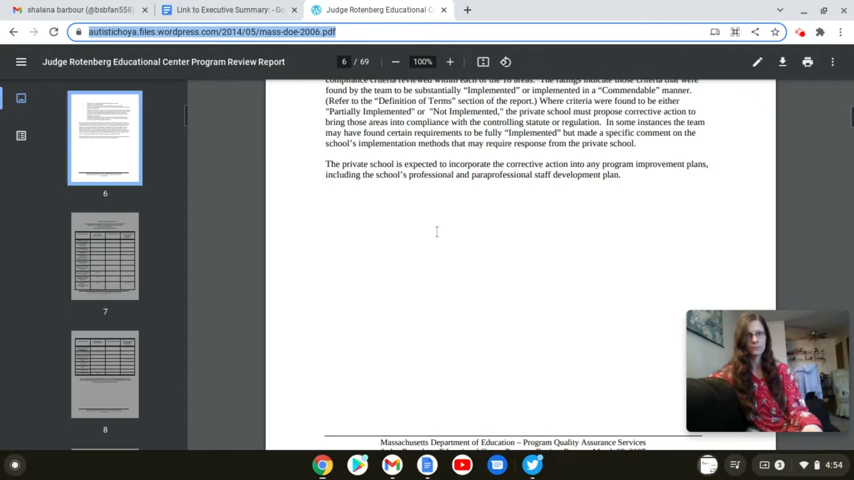 shalana barbour (@bsbfan558)
Link to Executive Summary: - Go
Judge Rotenberg Educational C
autistichoya.files.wordpress.com/2014/05/mass-doe-2006.pdf
Judge Rotenberg Educational Center Program Review Report
6 / 69
100%
compliance criteria reviewed within each of the 18 areas. The ratings indicate those criteria that were
found by the team to be substantially “Implemented” or implemented in a “Commendable” manner.
(Refer to the “Definition of Terms” section of the report.) Where criteria were found to be either
"Partially Implemented" or "Not Implemented," the private school must propose corrective action to
bring those areas into compliance with the controlling statute or regulation. In some instances the team
may have found certain requirements to be fully “Implemented” but made a specific comment on the
school’s implementation methods that may require response from the private school.
The private school is expected to incorporate the corrective action into any program improvement plans,
including the school’s professional and paraprofessional staff development plan.
6
7
8
Massachusetts Department of Education – Program Quality Assurance Services
3
4:54